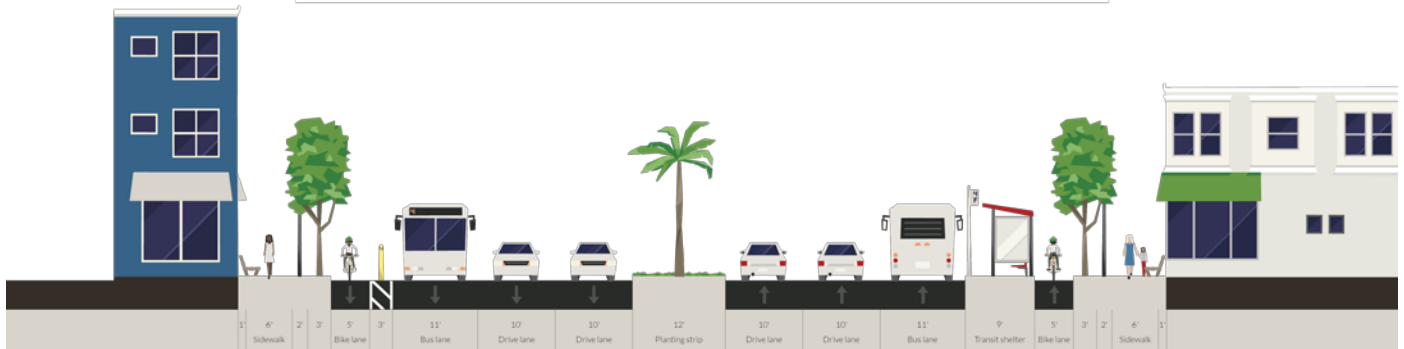 1' 6' 2' 3' 5' 3' 11' 10' 10' 12' 10' 10' 11' 9' 5' 3' 2' 6' 1'
Sidewalk Bike lane Bus lane Drive lane Drive lane Planting strip Drive lane Drive lane Bus lane Transit shelter Bike lane Sidewalk